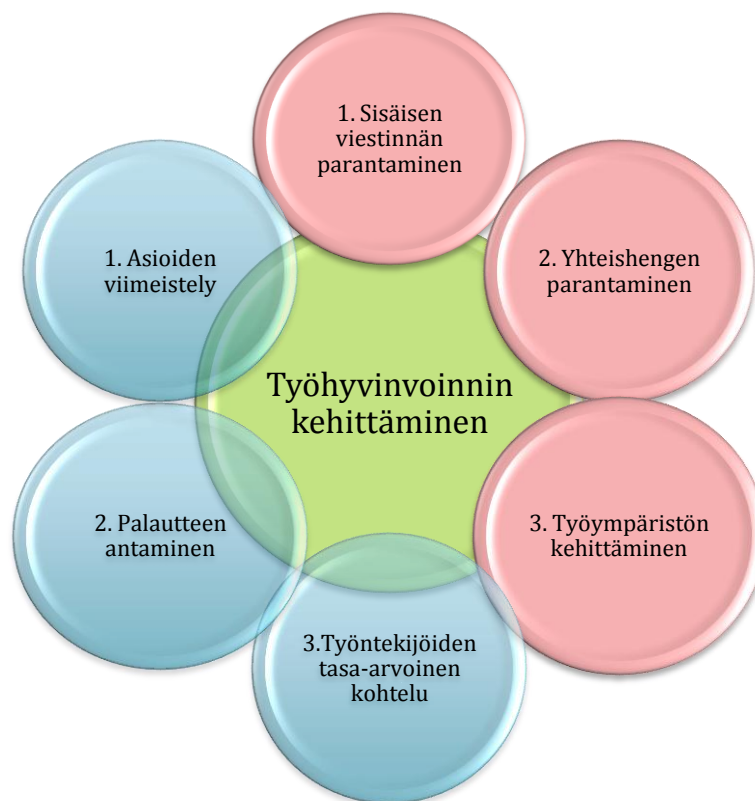 1. Sisäisen
viestinnän
parantaminen
2. Yhteishengen
parantaminen
3. Työympäristön
kehittäminen
1. Asioiden
viimeistely
2. Palautteen
antaminen
3.Työntekijöiden
tasa-arvoinen
kohtelu
Työhyvinvoinnin
kehittäminen